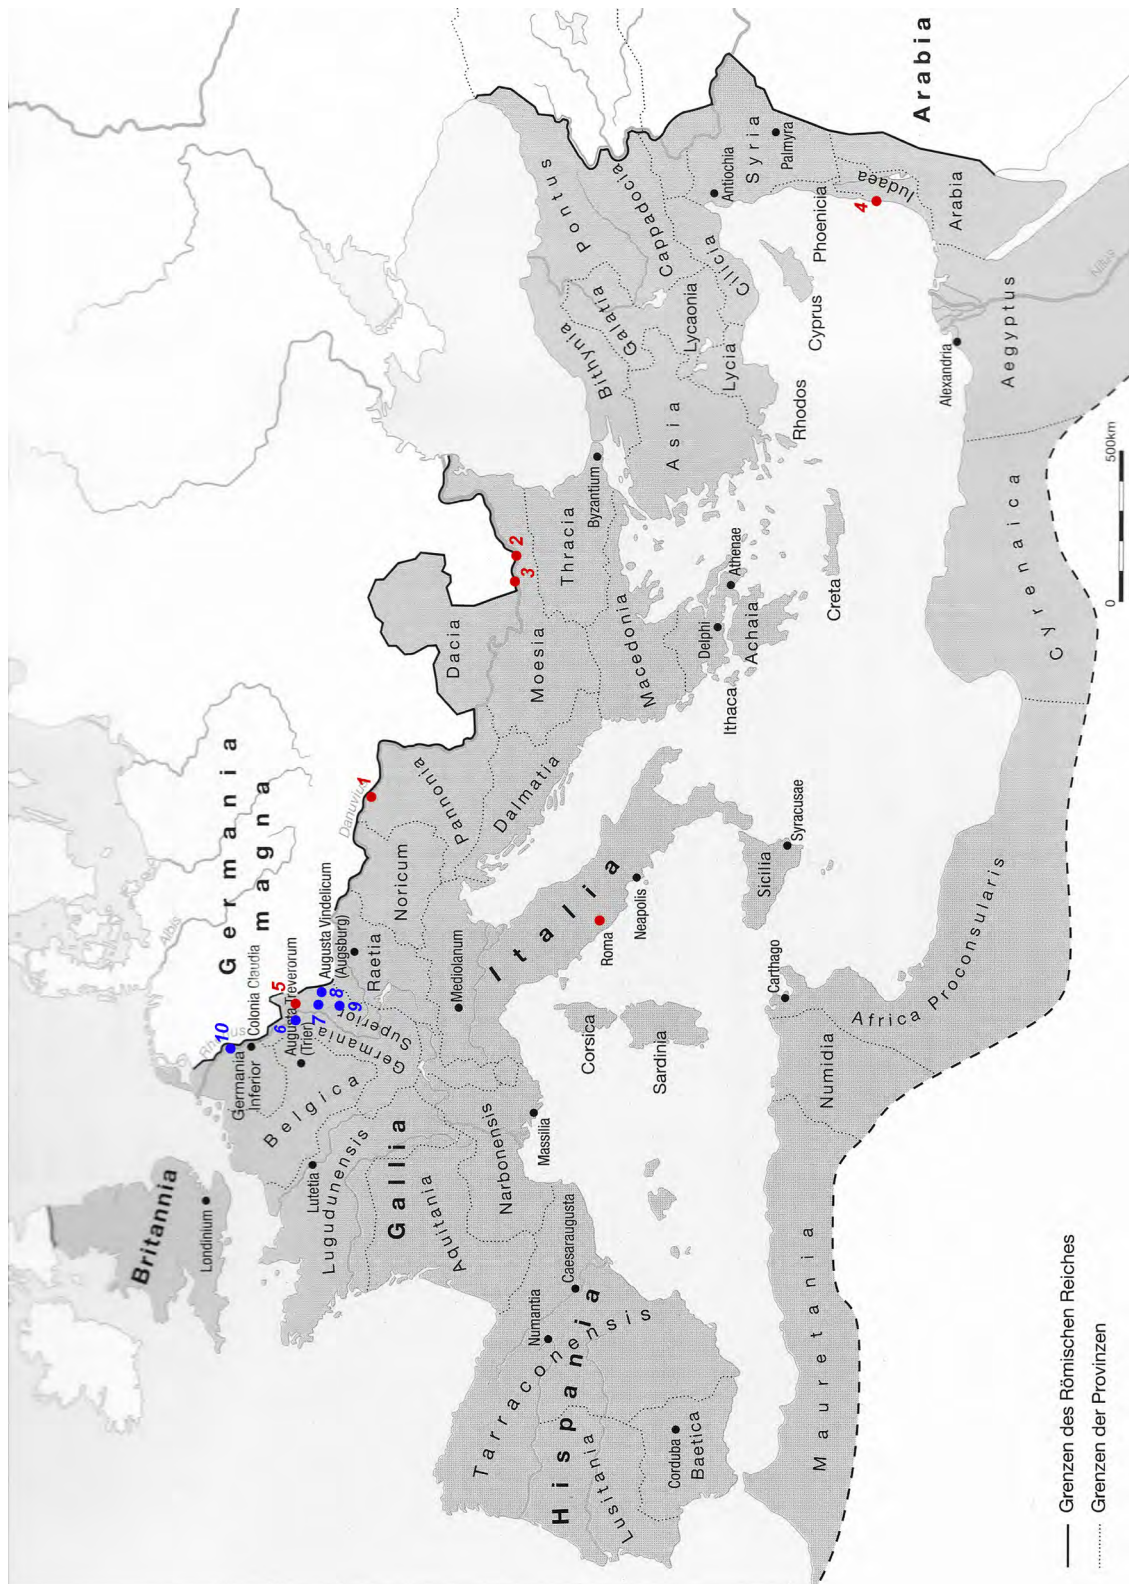 Britannia
Londinium
Germania
magna
Albis
Colonia Claudia
Germania
Inferior
Augusta Treverorum
(Trier)
Augusta Vindelicum
(Augsburg)
Germania
Superior
Belgica
Lutetia
Lugudunensis
Gallia
Aquitania
Narbonensis
Massilia
Raetia
Noricum
Danuvius
Pannonia
Dalmatia
Dacia
Moesia
Thracia
Macedonia
Byzantium
Mediolanum
Italia
Roma
Neapolis
Corsica
Sardinia
Sicilia
Syracusae
Hispania
Tarraconensis
Numantia
Caesaraugusta
Lusitania
Corduba
Baetica
Delphi
Athenae
Achaia
Ithaca
Creta
Rhodos
Cyprus
Pontus
Bithynia
Galatia
Cappadocia
Asia
Lycaonia
Lycia
Cilicia
Antiochia
Syria
Palmyra
Phoenicia
Iudaea
Arabia
Arabia
Alexandria
Aegyptus
Nilus
Cyrenaica
Carthago
Africa Proconsularis
Numidia
Mauretania
1
2
3
4
5
6
7
8
9
10
0 500km
Grenzen des Römischen Reiches
Grenzen der Provinzen